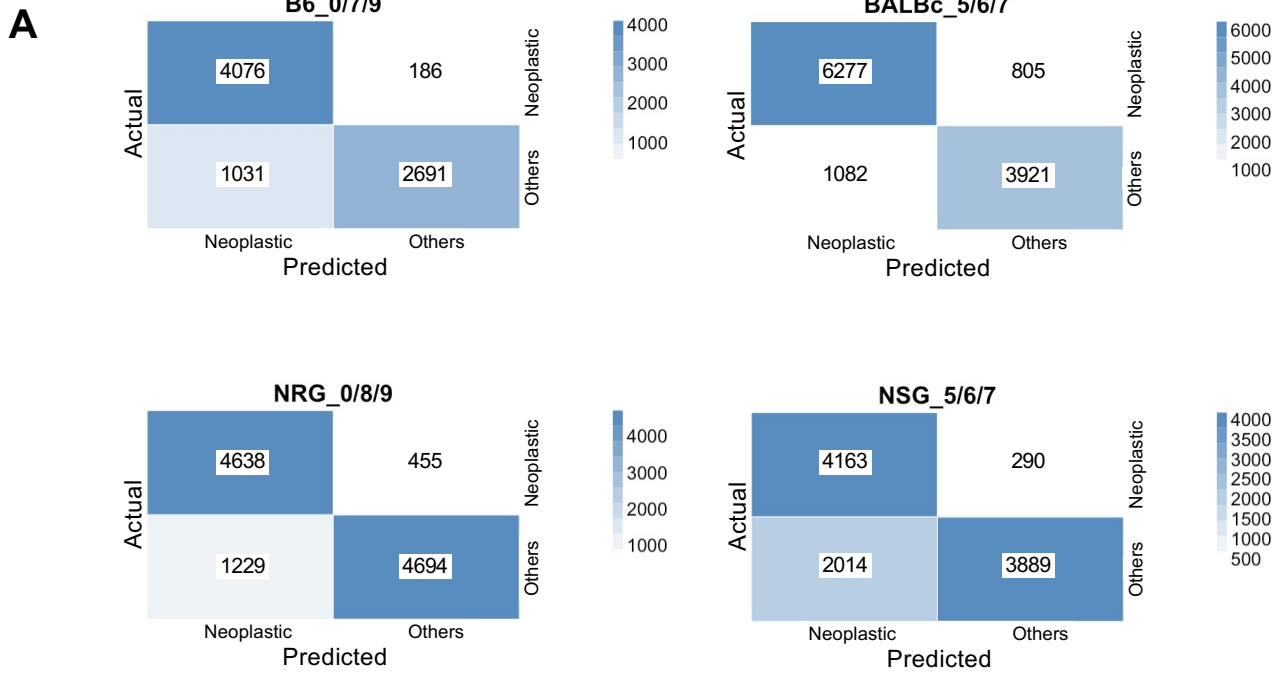 A
B6_0/7/9
4076
186
1031
2691
Actual
Neoplastic
Others
Neoplastic
Others
Predicted
4000
3000
2000
1000
BALBc_5/6/7
6277
805
1082
3921
Actual
Neoplastic
Others
Neoplastic
Others
Predicted
6000
5000
4000
3000
2000
1000
NRG_0/8/9
4638
455
1229
4694
Actual
Neoplastic
Others
Neoplastic
Others
Predicted
4000
3000
2000
1000
NSG_5/6/7
4163
290
2014
3889
Actual
Neoplastic
Others
Neoplastic
Others
Predicted
4000
3500
3000
2500
2000
1500
1000
500